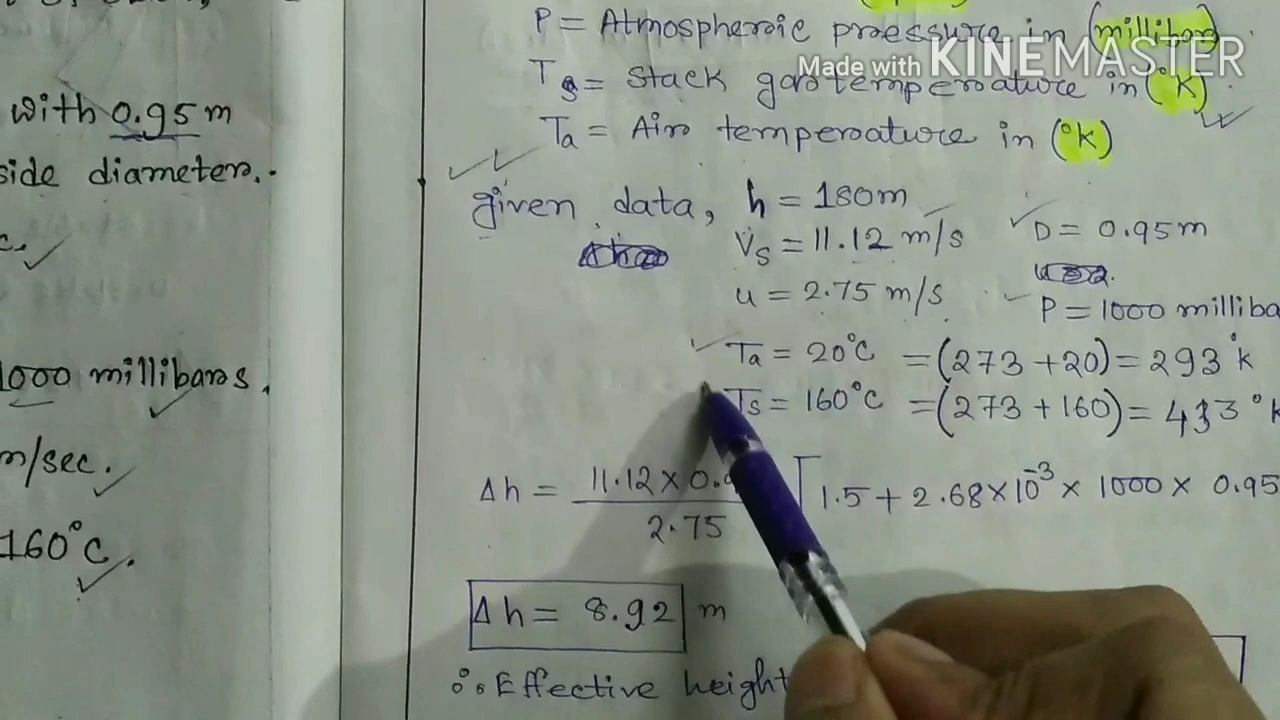 with 0.95 m
side diameter.
c.
1000 millibars,
m/sec.
160°C.
P = Atmospheric pressure in (millibar)
Made with KINEMASTER
Ts = Stack gas temperature in (°K)
Ta = Air temperature in (°K)
given data, h = 180m
Vs = 11.12 m/s D = 0.95m
u = 2.75 m/s P = 1000 milliba
Ta = 20°C = (273 + 20) = 293°k
Ts = 160°C = (273 + 160) = 433°k
Δh = 11.12 × 0. / 2.75 [1.5 + 2.68 × 10⁻³ × 1000 × 0.95
Δh = 8.92 m
∴ Effective height